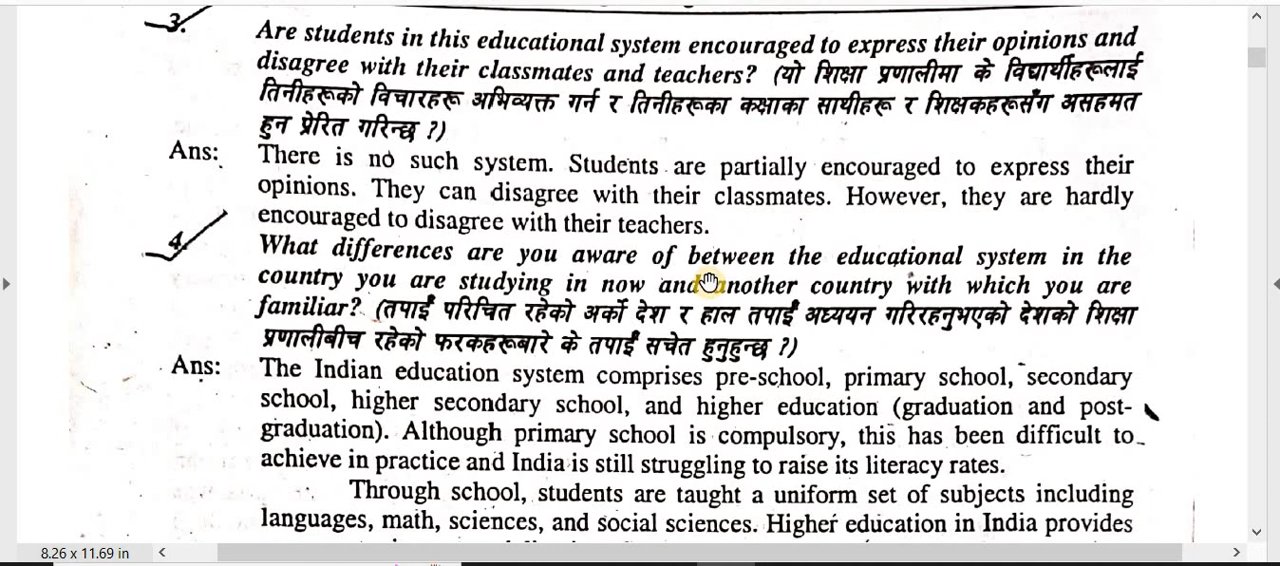 3.
Are students in this educational system encouraged to express their opinions and
disagree with their classmates and teachers? (यो शिक्षा प्रणालीमा के विद्यार्थीहरूलाई
तिनीहरूको विचारहरू अभिव्यक्त गर्न र तिनीहरूका कक्षाका साथीहरू र शिक्षकहरूसँग असहमत
हुन प्रेरित गरिन्छ ?)
Ans: There is no such system. Students are partially encouraged to express their
opinions. They can disagree with their classmates. However, they are hardly
encouraged to disagree with their teachers.
4. What differences are you aware of between the educational system in the
country you are studying in now and another country with which you are
familiar? (तपाईं परिचित रहेको अर्को देश र हाल तपाईं अध्ययन गरिरहनुभएको देशको शिक्षा
प्रणालीबीच रहेको फरकहरूबारे के तपाईं सचेत हुनुहुन्छ ?)
Ans: The Indian education system comprises pre-school, primary school, secondary
school, higher secondary school, and higher education (graduation and post-
graduation). Although primary school is compulsory, this has been difficult to
achieve in practice and India is still struggling to raise its literacy rates.
Through school, students are taught a uniform set of subjects including
languages, math, sciences, and social sciences. Higher education in India provides
8.26 x 11.69 in